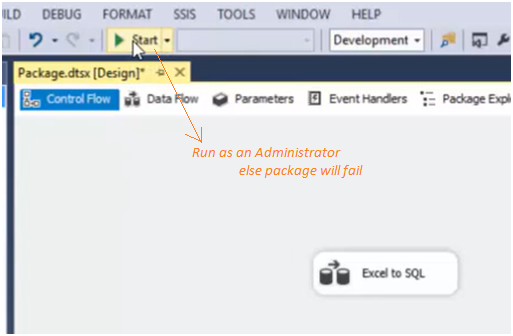 ILD DEBUG FORMAT SSIS TOOLS WINDOW HELP
Start Development
Package.dtsx [Design]*
Control Flow Data Flow Parameters Event Handlers Package Explo
Run as an Administrator
else package will fail
Excel to SQL